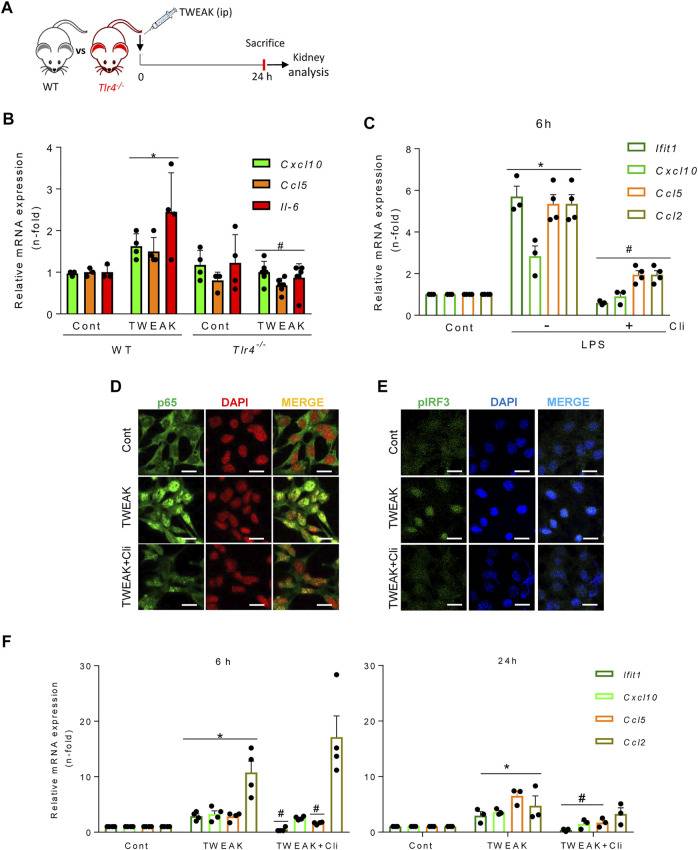 A
TWEAK (ip)
vs
WT
Tlr4-/-
0
Sacrifice
24 h
Kidney
analysis
B
Relative mRNA expression
(n-fold)
4
3
2
1
0
*
#
Cxcl10
Ccl5
Il-6
Cont
TWEAK
Cont
TWEAK
WT
Tlr4-/-
C
6h
Relative mRNA expression
(n-fold)
8
6
4
2
0
*
#
Ifit1
Cxcl10
Ccl5
Ccl2
Cont
-
+
Cli
LPS
D
p65
DAPI
MERGE
Cont
TWEAK
TWEAK+Cli
E
pIRF3
DAPI
MERGE
Cont
TWEAK
TWEAK+Cli
F
6 h
Relative mRNA expression
(n-fold)
30
20
10
0
*
#
#
Cont
TWEAK
TWEAK+Cli
24h
30
20
10
0
*
#
Ifit1
Cxcl10
Ccl5
Ccl2
Cont
TWEAK
TWEAK+Cli